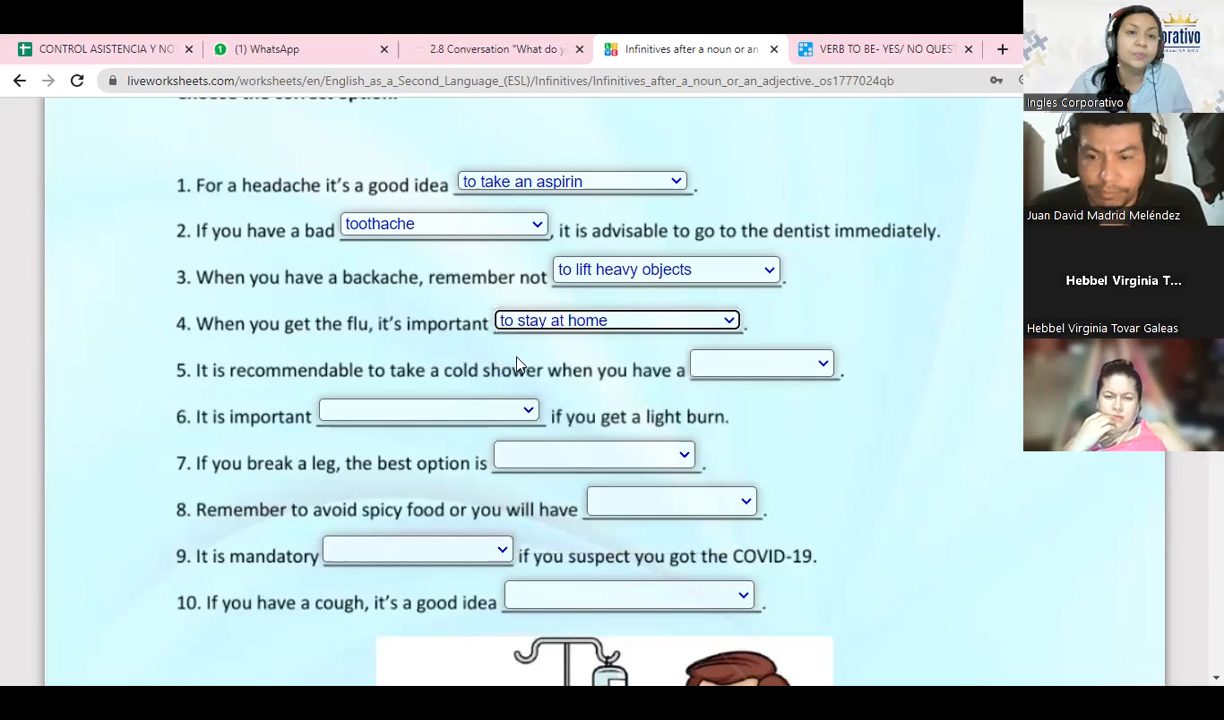 CONTROL ASISTENCIA Y NO
(1) WhatsApp
2.8 Conversation "What do y
Infinitives after a noun or an
VERB TO BE- YES/ NO QUEST
liveworksheets.com/worksheets/en/English_as_a_Second_Language_(ESL)/Infinitives/Infinitives_after_a_noun_or_an_adjective._os1777024qb
1. For a headache it's a good idea to take an aspirin.
2. If you have a bad toothache, it is advisable to go to the dentist immediately.
3. When you have a backache, remember not to lift heavy objects.
4. When you get the flu, it's important to stay at home.
5. It is recommendable to take a cold shower when you have a .
6. It is important if you get a light burn.
7. If you break a leg, the best option is .
8. Remember to avoid spicy food or you will have .
9. It is mandatory if you suspect you got the COVID-19.
10. If you have a cough, it's a good idea .
Ingles Corporativo
Juan David Madrid Meléndez
Hebbel Virginia T...
Hebbel Virginia Tovar Galeas